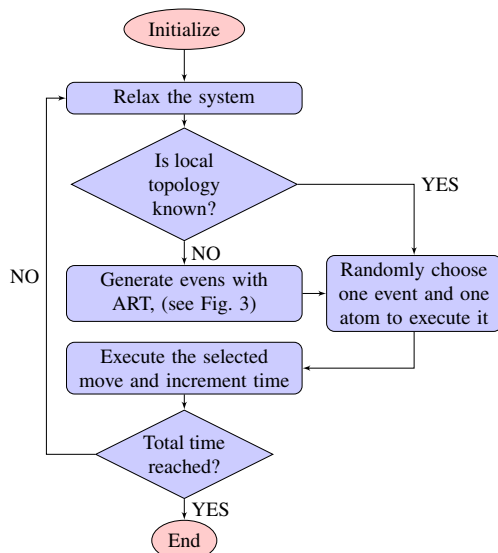 Initialize
Relax the system
Is local
topology
known?
YES
NO
Generate evens with
ART, (see Fig. 3)
Randomly choose
one event and one
atom to execute it
NO
Execute the selected
move and increment time
Total time
reached?
YES
End